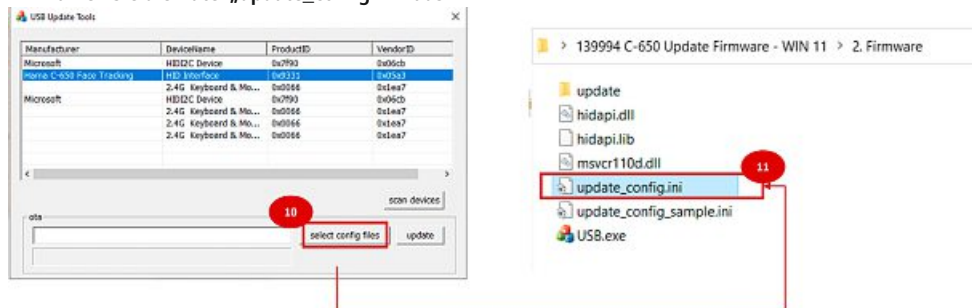 USB Update Tools
Manufacturer DeviceName ProductID VendorID
Microsoft HIDI2C Device 0x7f90 0x06cb
Hama C-650 Face Tracking HID Interface 0x9331 0x05a3
2.4G Keyboard & Mo... 0x0066 0x1ea7
Microsoft HIDI2C Device 0x7f90 0x06cb
2.4G Keyboard & Mo... 0x0066 0x1ea7
2.4G Keyboard & Mo... 0x0066 0x1ea7
2.4G Keyboard & Mo... 0x0066 0x1ea7
scan devices
ota
10
select config files
update
139994 C-650 Update Firmware - WIN 11 > 2. Firmware
update
hidapi.dll
hidapi.lib
msvcr110d.dll
11
update_config.ini
update_config_sample.ini
USB.exe